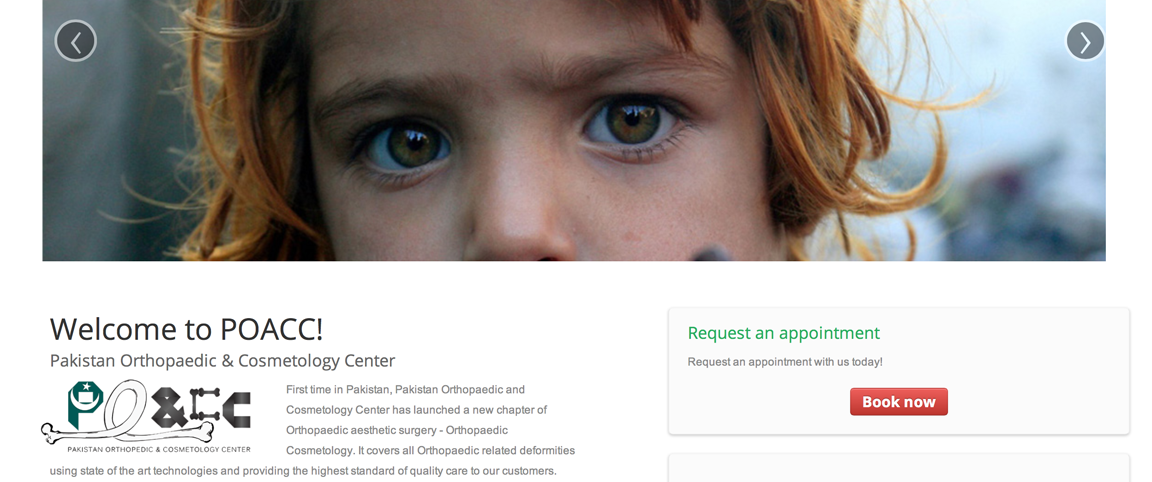 Welcome to POACC!
Pakistan Orthopaedic & Cosmetology Center
PO&CC
PAKISTAN ORTHOPEDIC & COSMETOLOGY CENTER
First time in Pakistan, Pakistan Orthopaedic and
Cosmetology Center has launched a new chapter of
Orthopaedic aesthetic surgery - Orthopaedic
Cosmetology. It covers all Orthopaedic related deformities
using state of the art technologies and providing the highest standard of quality care to our customers.
Request an appointment
Request an appointment with us today!
Book now